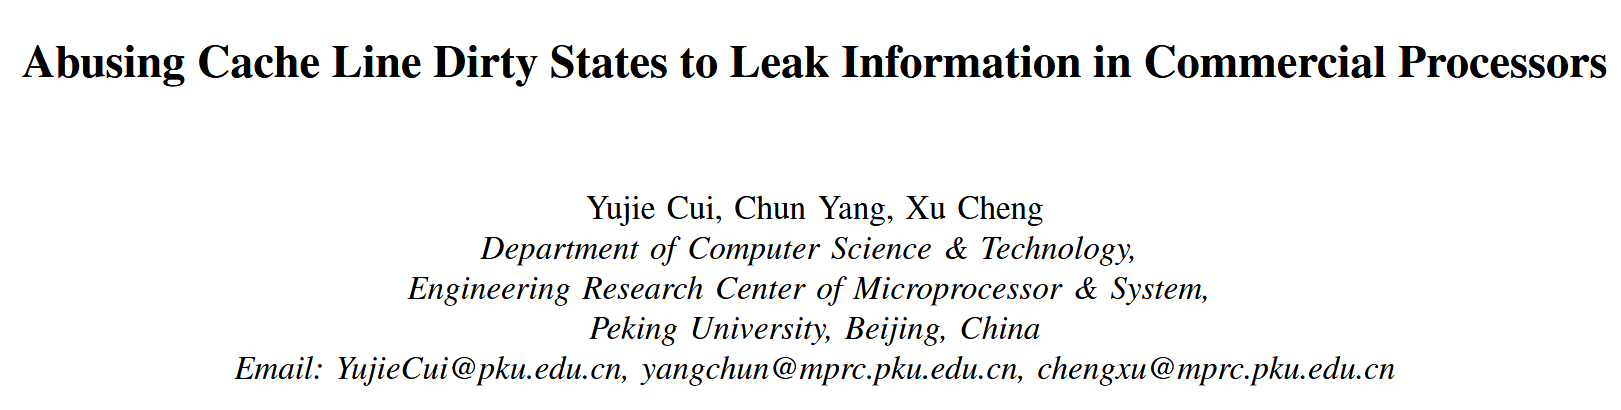 Abusing Cache Line Dirty States to Leak Information in Commercial Processors
Yujie Cui, Chun Yang, Xu Cheng
Department of Computer Science & Technology,
Engineering Research Center of Microprocessor & System,
Peking University, Beijing, China
Email: YujieCui@pku.edu.cn, yangchun@mprc.pku.edu.cn, chengxu@mprc.pku.edu.cn